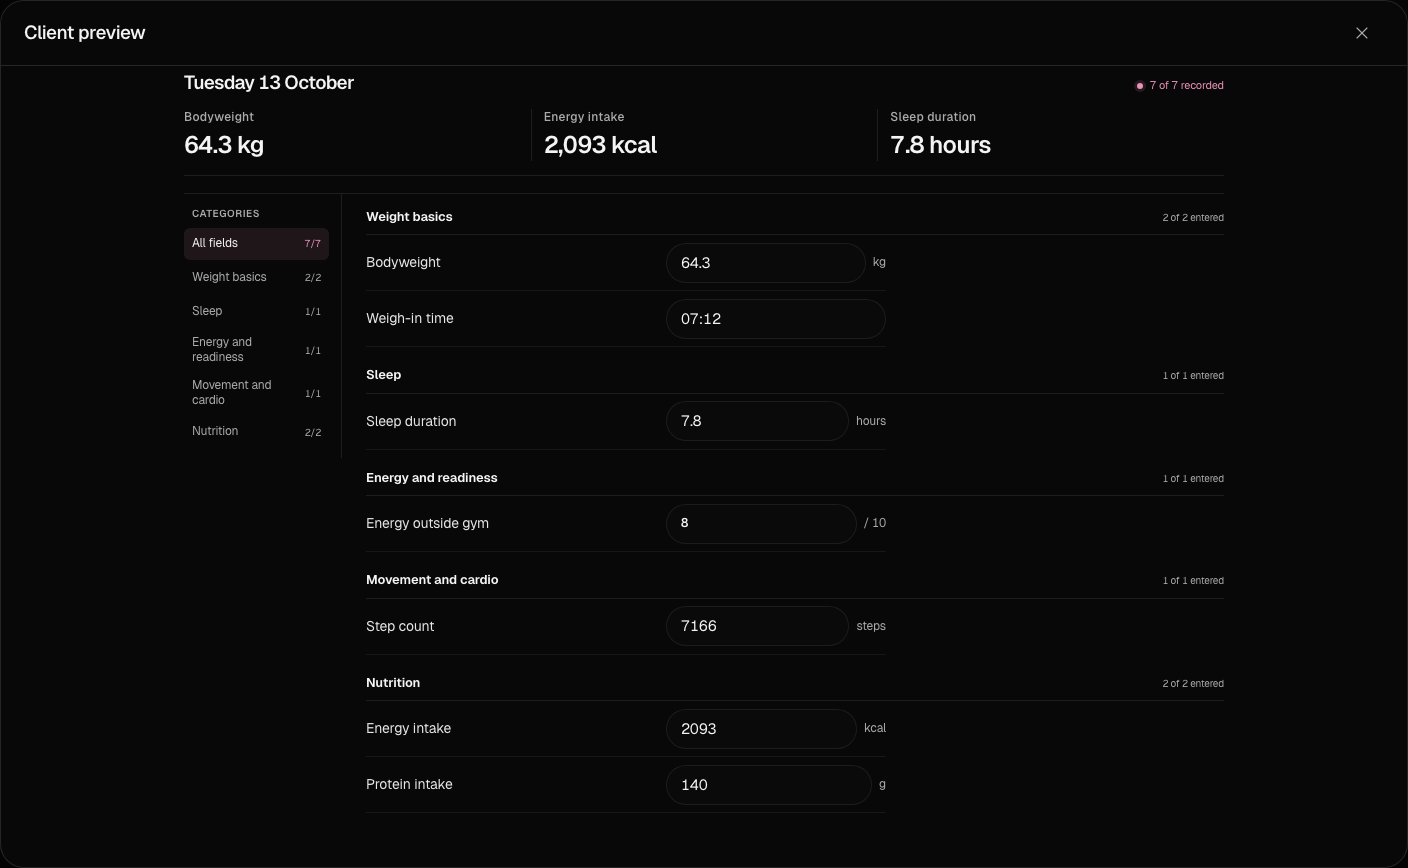 Client preview
Tuesday 13 October
7 of 7 recorded
Bodyweight
64.3 kg
Energy intake
2,093 kcal
Sleep duration
7.8 hours
CATEGORIES
All fields 7/7
Weight basics 2/2
Sleep 1/1
Energy and
readiness 1/1
Movement and
cardio 1/1
Nutrition 2/2
Weight basics 2 of 2 entered
Bodyweight 64.3 kg
Weigh-in time 07:12
Sleep 1 of 1 entered
Sleep duration 7.8 hours
Energy and readiness 1 of 1 entered
Energy outside gym 8 / 10
Movement and cardio 1 of 1 entered
Step count 7166 steps
Nutrition 2 of 2 entered
Energy intake 2093 kcal
Protein intake 140 g